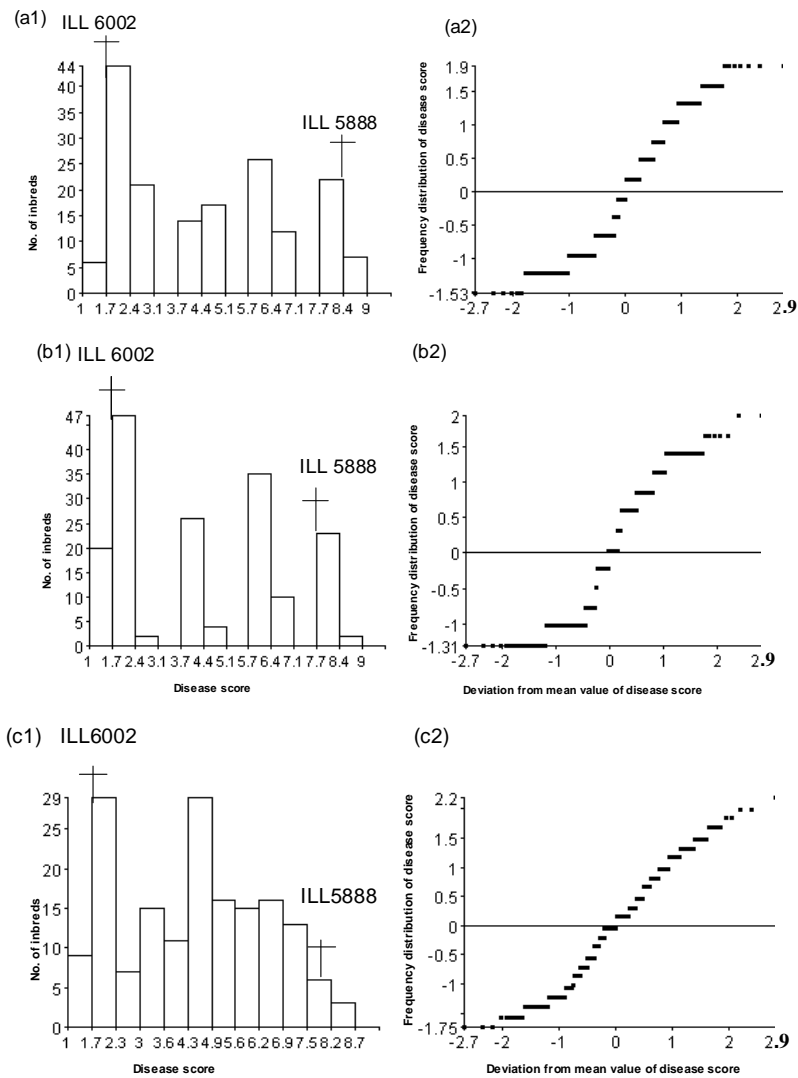 (a1)
ILL 6002
ILL 5888
No. of inbreds
44
40
35
30
25
20
15
10
5
0
1 1.7 2.4 3.1 3.7 4.4 5.1 5.7 6.4 7.1 7.7 8.4 9
(a2)
Frequency distribution of disease score
1.9
1.5
1
0.5
0
-0.5
-1
-1.53
-2.7 -2 -1 0 1 2 2.9
(b1) ILL 6002
ILL 5888
No. of inbreds
47
40
35
30
25
20
15
10
5
0
1 1.7 2.4 3.1 3.7 4.4 5.1 5.7 6.4 7.1 7.7 8.4 9
Disease score
(b2)
Frequency distribution of disease score
2
1.5
1
0.5
0
-0.5
-1
-1.31
-2.7 -2 -1 0 1 2.9
Deviation from mean value of disease score
(c1) ILL6002
ILL5888
No. of inbreds
29
25
20
15
10
5
0
1 1.7 2.3 3 3.6 4.3 4.9 5.6 6.2 6.9 7.5 8.2 8.7
Disease score
(c2)
Frequency distribution of disease score
2.2
1.5
1
0.5
0
-0.5
-1
-1.75
-2.7 -2 -1 0 1 2 2.9
Deviation from mean value of disease score